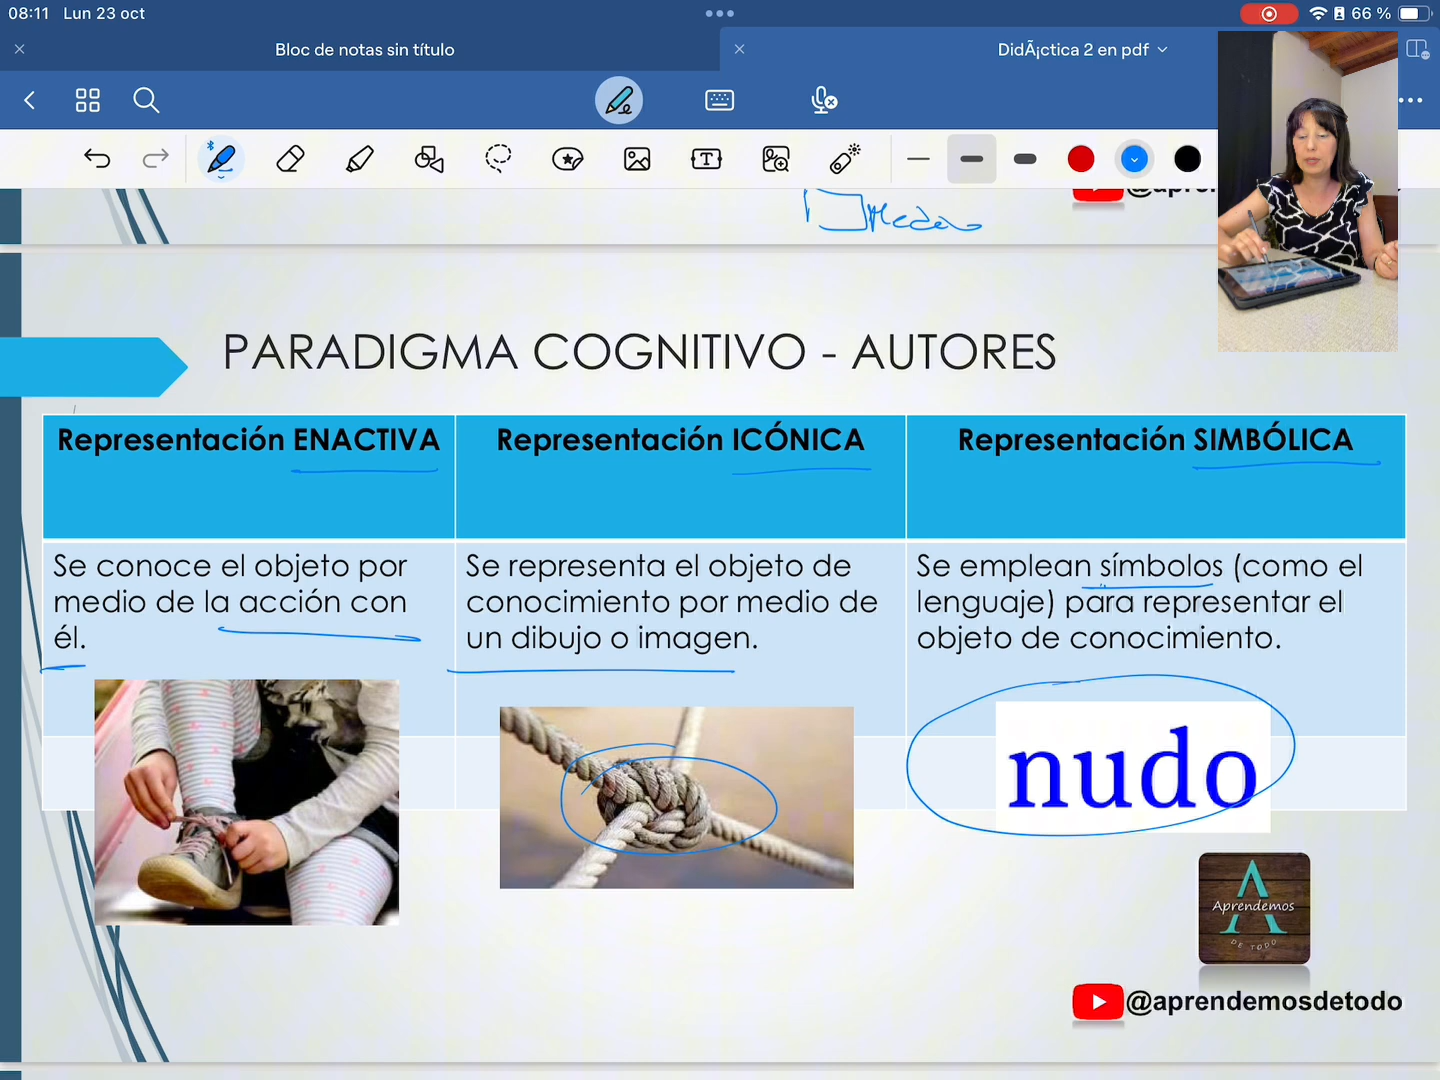 08:11 Lun 23 oct
66 %
Bloc de notas sin título
DidÃ¡ctica 2 en pdf
PARADIGMA COGNITIVO - AUTORES
Representación ENACTIVA
Representación ICÓNICA
Representación SIMBÓLICA
Se conoce el objeto por
medio de la acción con
él.
Se representa el objeto de
conocimiento por medio de
un dibujo o imagen.
Se emplean símbolos (como el
lenguaje) para representar el
objeto de conocimiento.
nudo
Aprendemos
DE TODO
@aprendemosdetodo